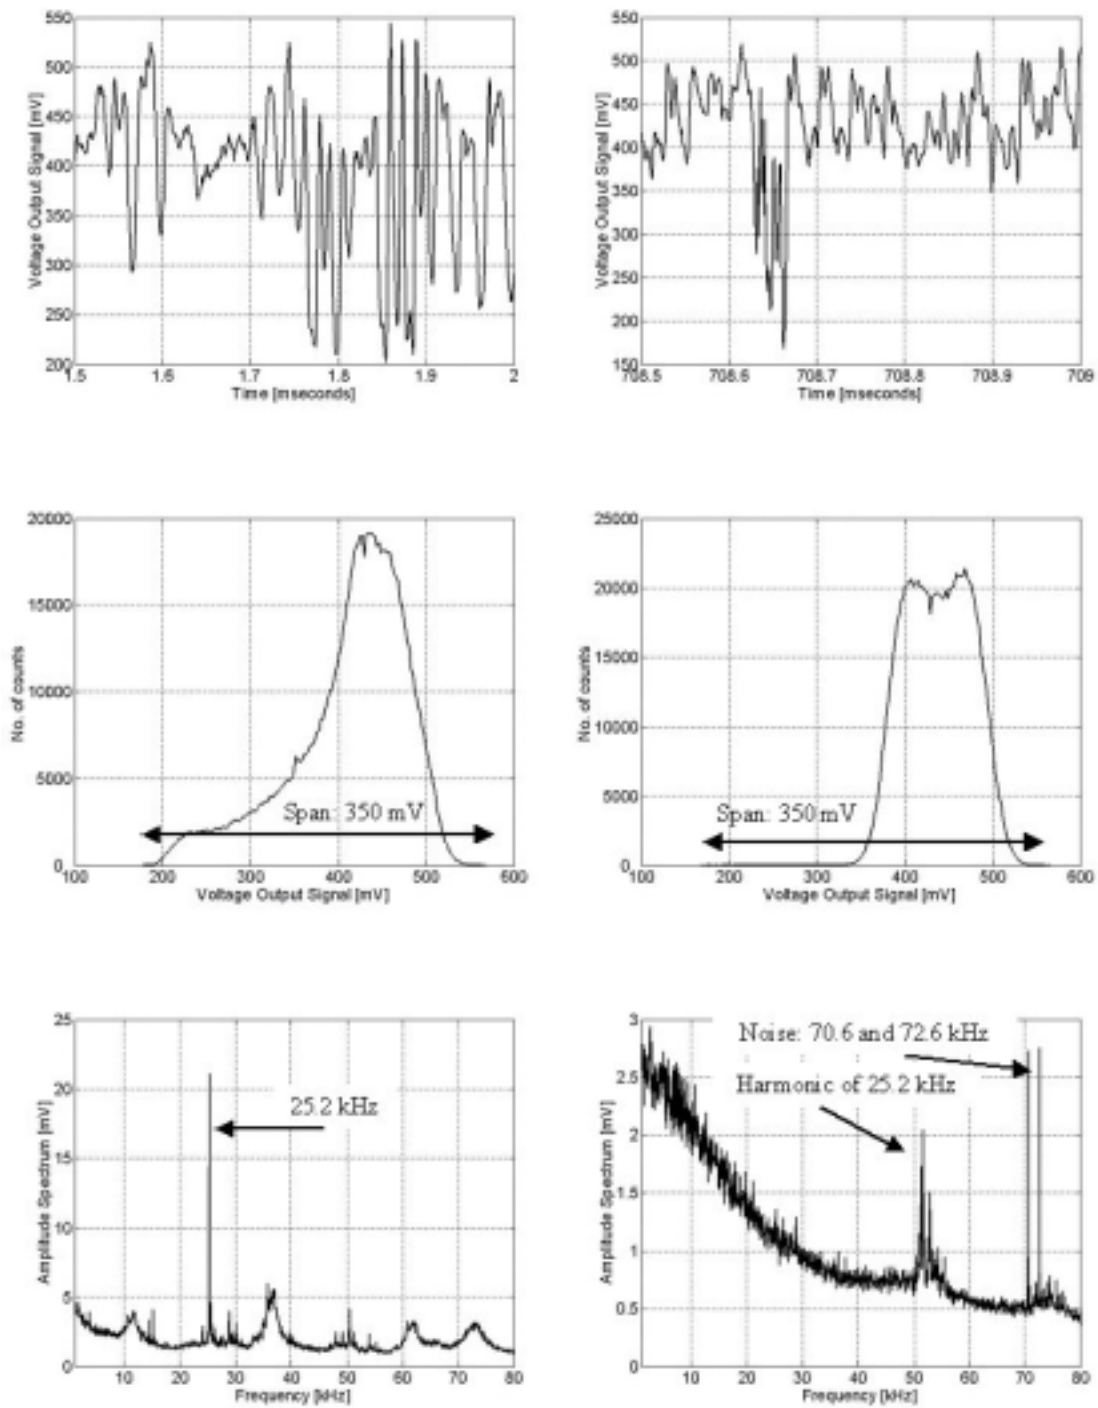 550
500
450
400
350
300
250
200
1.5 1.6 1.7 1.8 1.9 2
Voltage Output Signal [mV]
Time [mseconds]
550
500
450
400
350
300
250
200
150
708.5 708.6 708.7 708.8 708.9 709
Voltage Output Signal [mV]
Time [mseconds]
20000
15000
10000
5000
0
100 200 300 400 500 600
No. of counts
Span: 350 mV
Voltage Output Signal [mV]
25000
20000
15000
10000
5000
0
100 200 300 400 500 600
No. of counts
Span: 350 mV
Voltage Output Signal [mV]
25
20
15
10
5
0
10 20 30 40 50 60 70 80
Amplitude Spectrum [mV]
25.2 kHz
Frequency [kHz]
3
2.5
2
1.5
1
0.5
0
10 20 30 40 50 60 70 80
Amplitude Spectrum [mV]
Noise: 70.6 and 72.6 kHz
Harmonic of 25.2 kHz
Frequency [kHz]